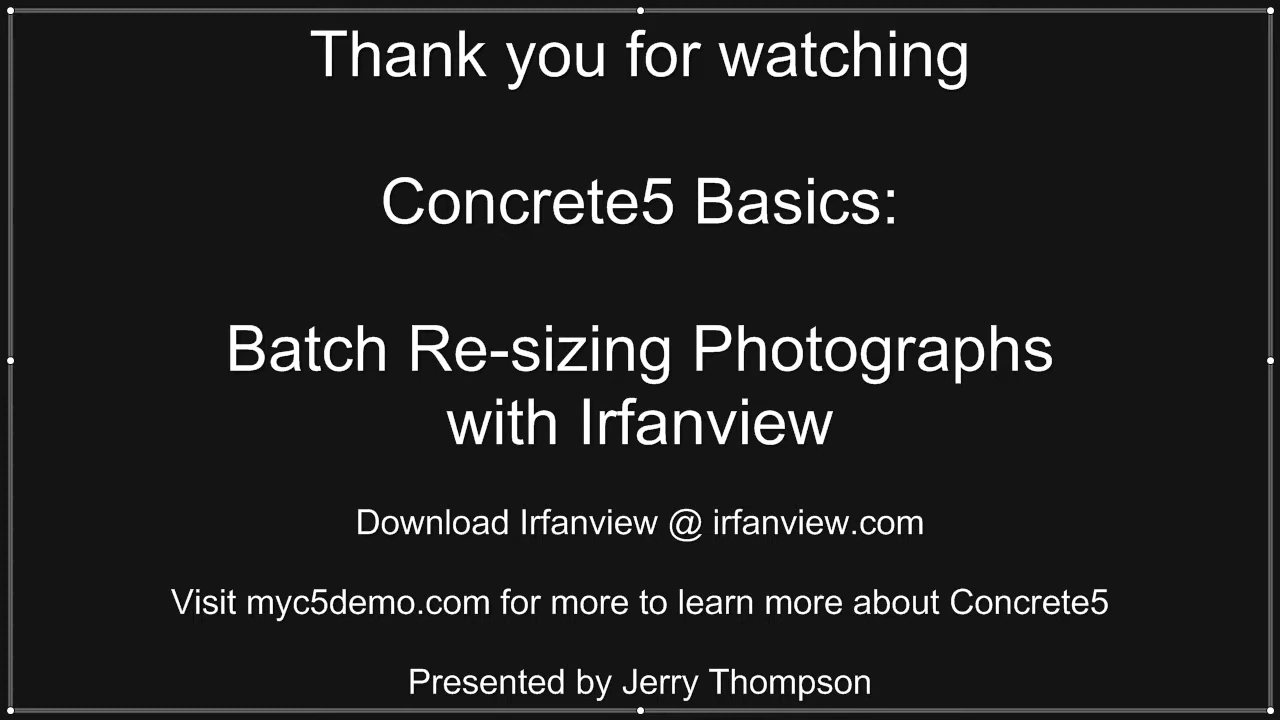 Thank you for watching
Concrete5 Basics:
Batch Re-sizing Photographs
with Irfanview
Download Irfanview @ irfanview.com
Visit myc5demo.com for more to learn more about Concrete5
Presented by Jerry Thompson